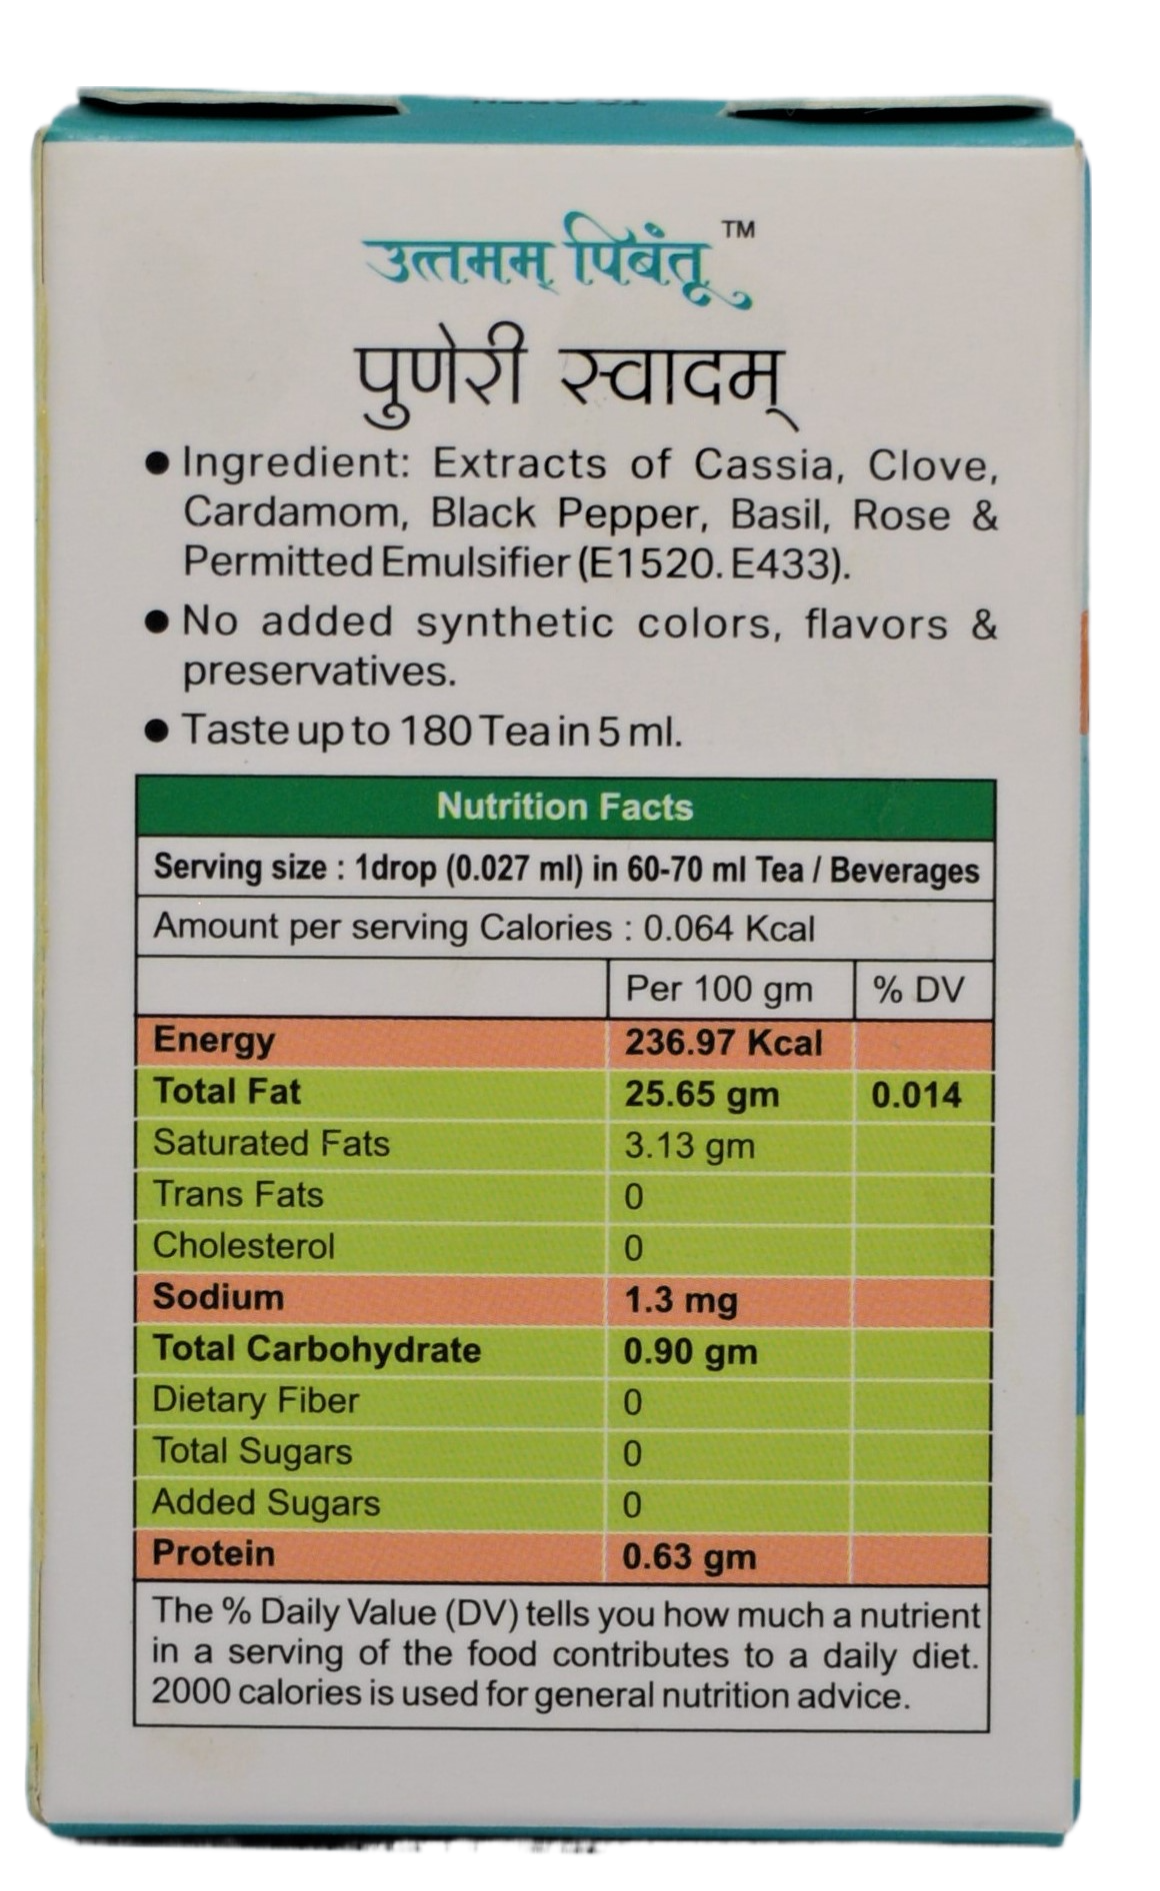 उत्तमम् पिबंतू ™
पुणेरी स्वादम्
● Ingredient: Extracts of Cassia, Clove,
Cardamom, Black Pepper, Basil, Rose &
Permitted Emulsifier (E1520. E433).
● No added synthetic colors, flavors &
preservatives.
● Taste up to 180 Tea in 5 ml.
Nutrition Facts
Serving size : 1drop (0.027 ml) in 60-70 ml Tea / Beverages
Amount per serving Calories : 0.064 Kcal
Per 100 gm % DV
Energy 236.97 Kcal
Total Fat 25.65 gm 0.014
Saturated Fats 3.13 gm
Trans Fats 0
Cholesterol 0
Sodium 1.3 mg
Total Carbohydrate 0.90 gm
Dietary Fiber 0
Total Sugars 0
Added Sugars 0
Protein 0.63 gm
The % Daily Value (DV) tells you how much a nutrient
in a serving of the food contributes to a daily diet.
2000 calories is used for general nutrition advice.